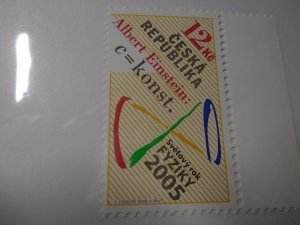 12 Kč
ČESKÁ
REPUBLIKA
Albert Einstein:
c = konst.
Světový rok
FYZIKY
2005